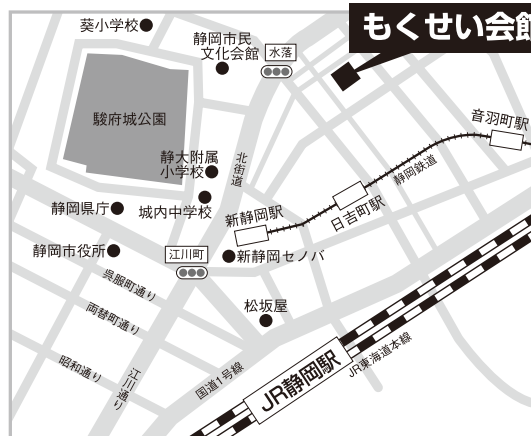 もくせい会館
葵小学校
静岡市民
文化会館
水落
駿府城公園
音羽町駅
静岡鉄道
北街道
静大附属
小学校
日吉町駅
静岡県庁
城内中学校
新静岡駅
静岡市役所
江川町
新静岡セノバ
呉服町通り
両替町通り
松坂屋
昭和通り
江川通り
国道1号線
JR静岡駅
JR東海道本線